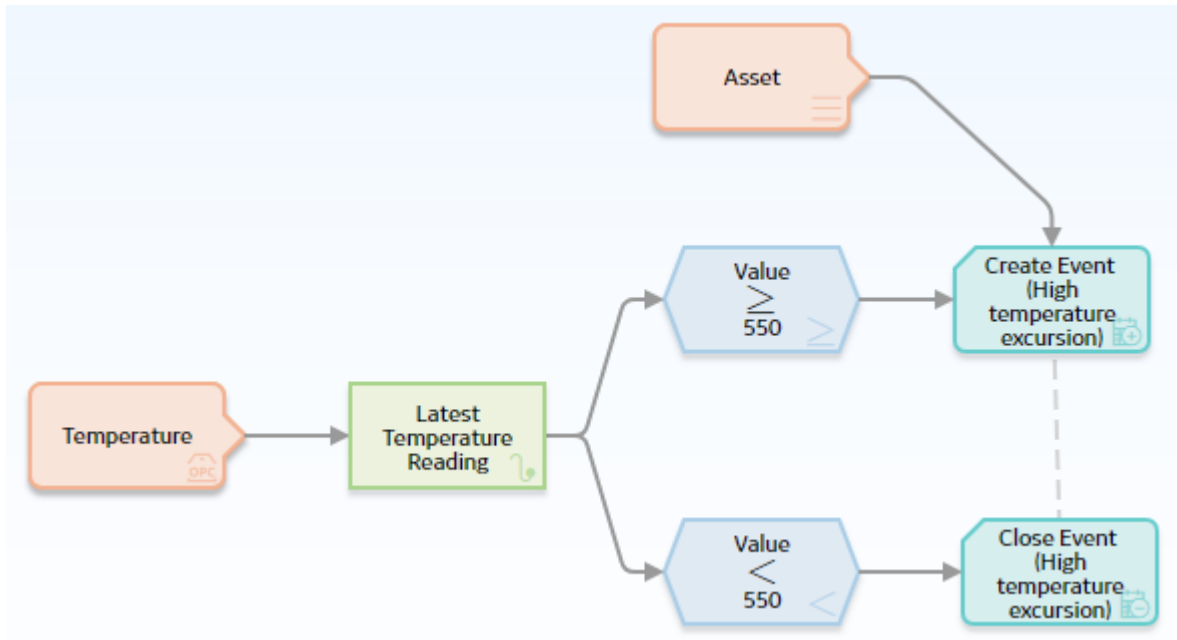 Asset
Value
≥
550
≥
Create Event
(High
temperature
excursion)
Temperature
OPC
Latest
Temperature
Reading
Value
<
550
<
Close Event
(High
temperature
excursion)